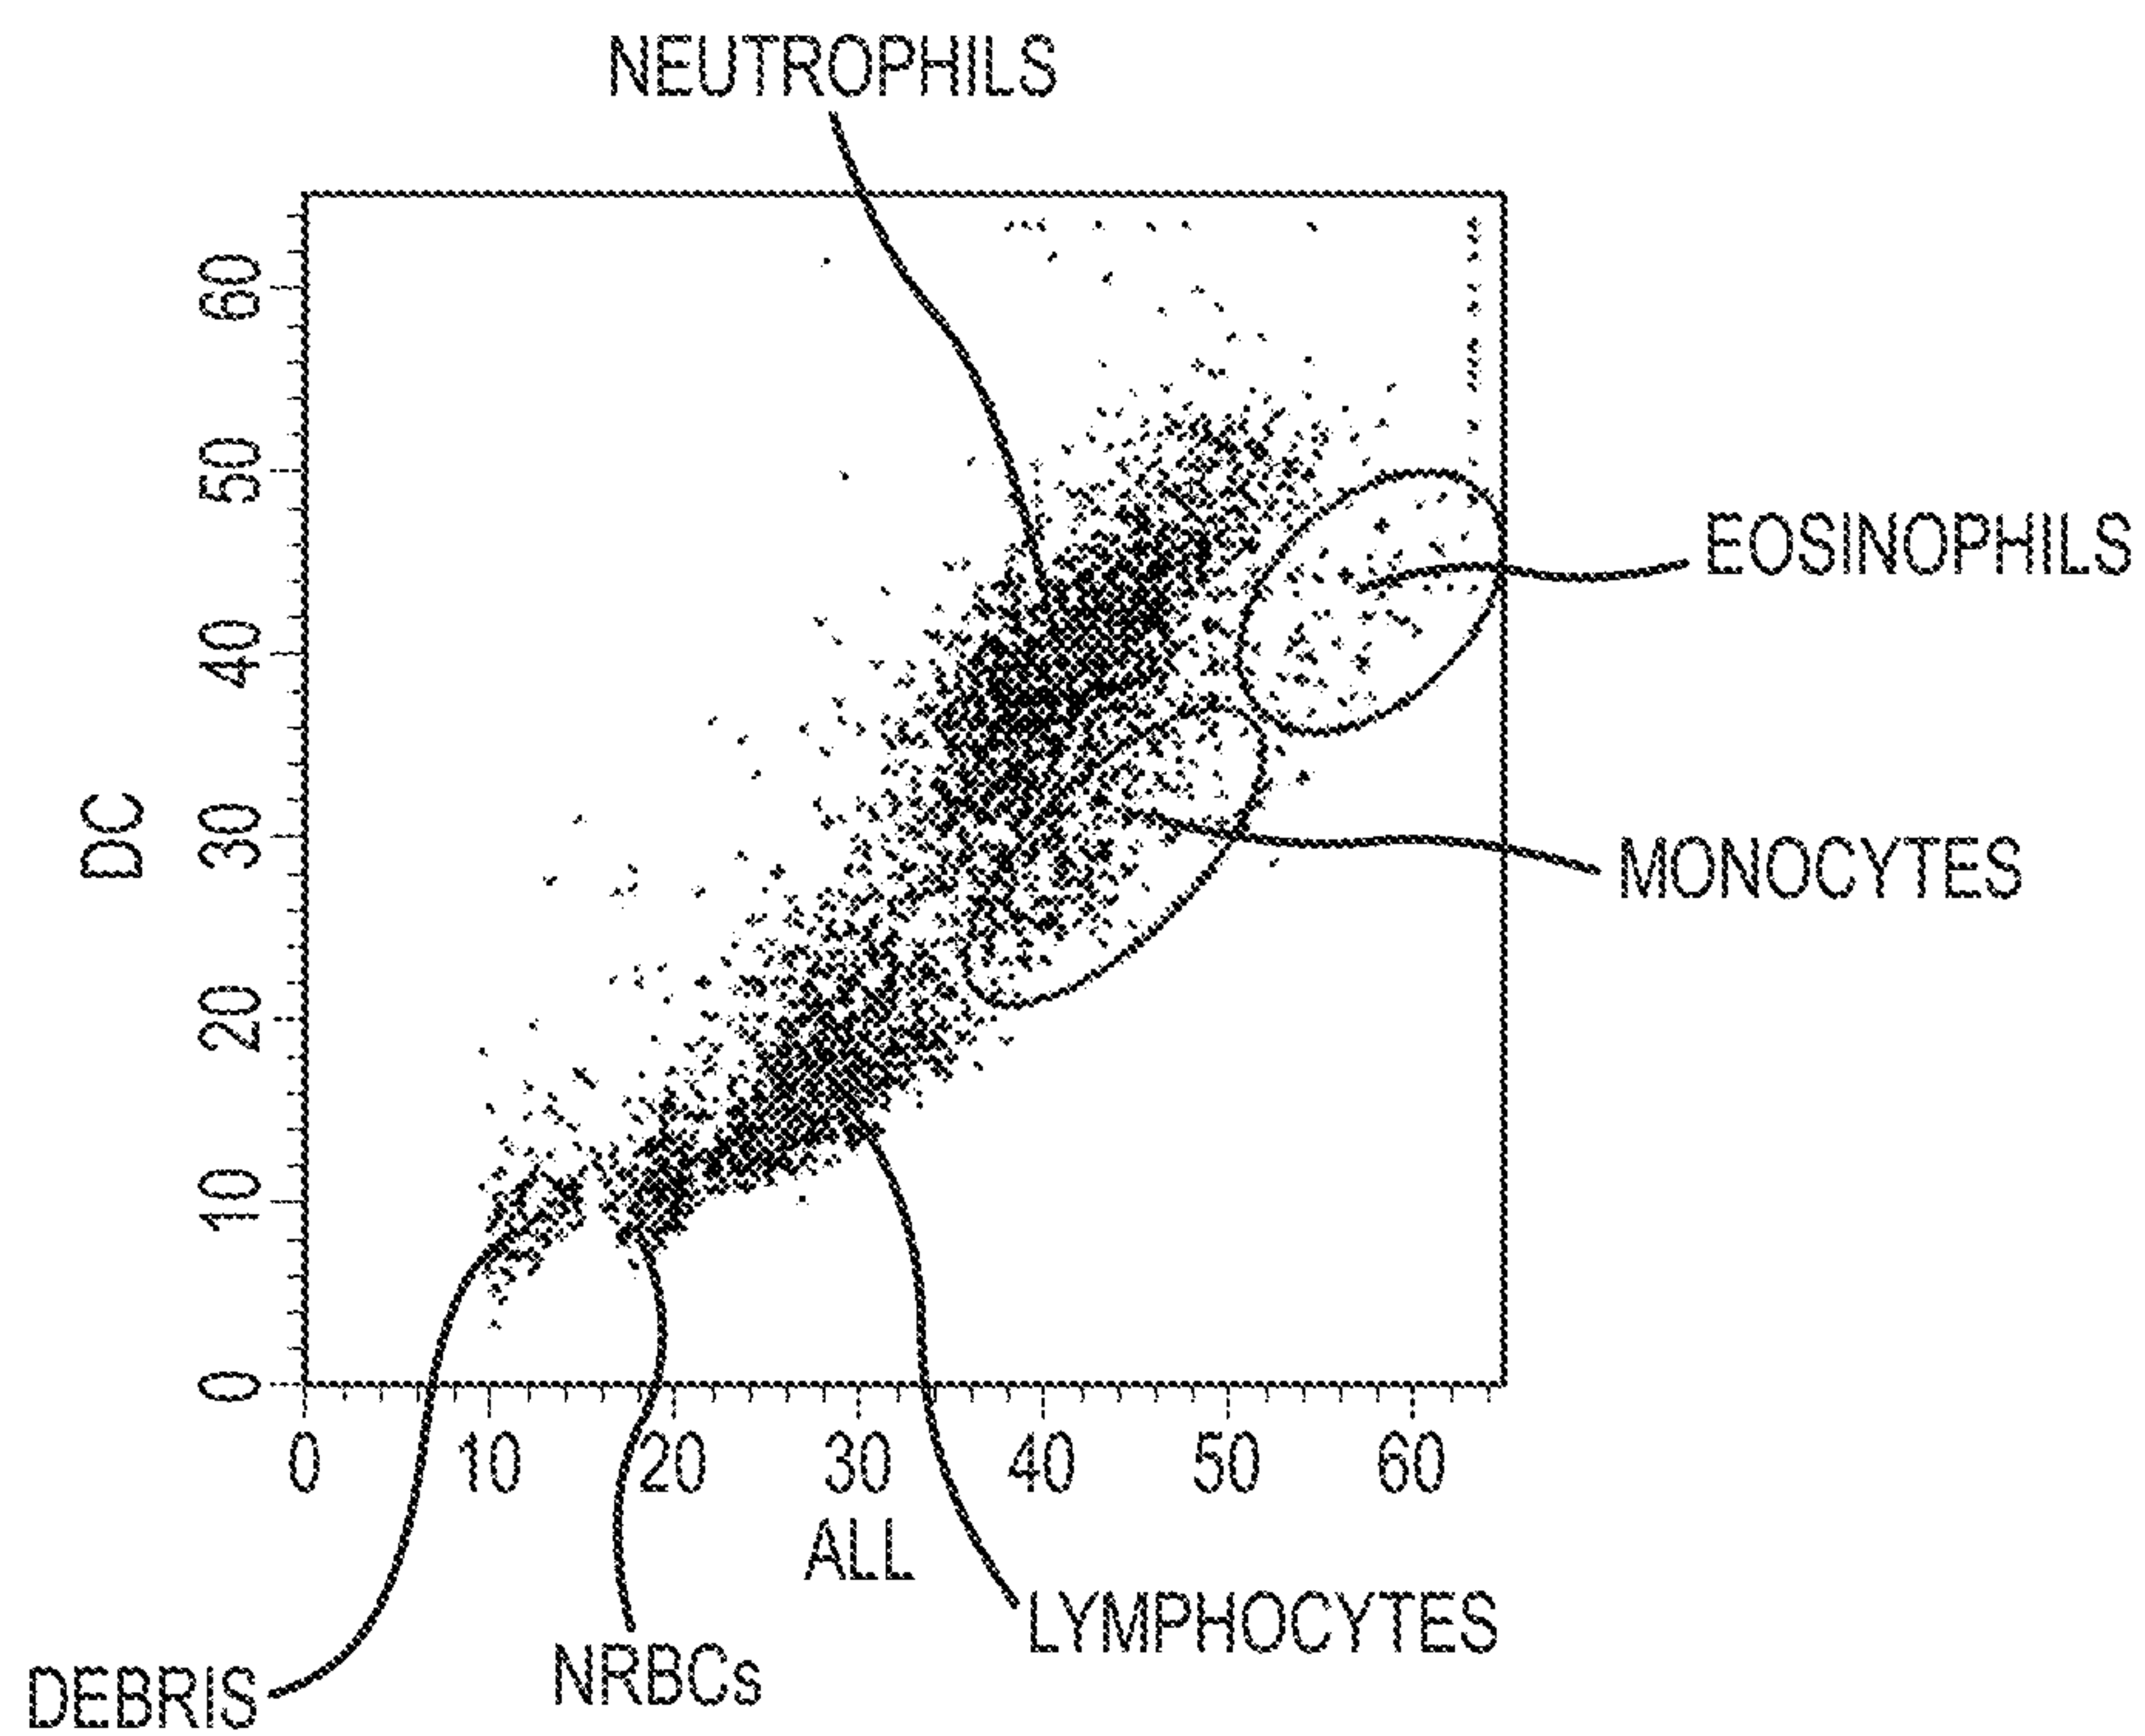 NEUTROPHILS
60
50
EOSINOPHILS
40
30
DC
MONOCYTES
20
10
0
0 10 20 30 40 50 60
ALL
LYMPHOCYTES
NRBCs
DEBRIS